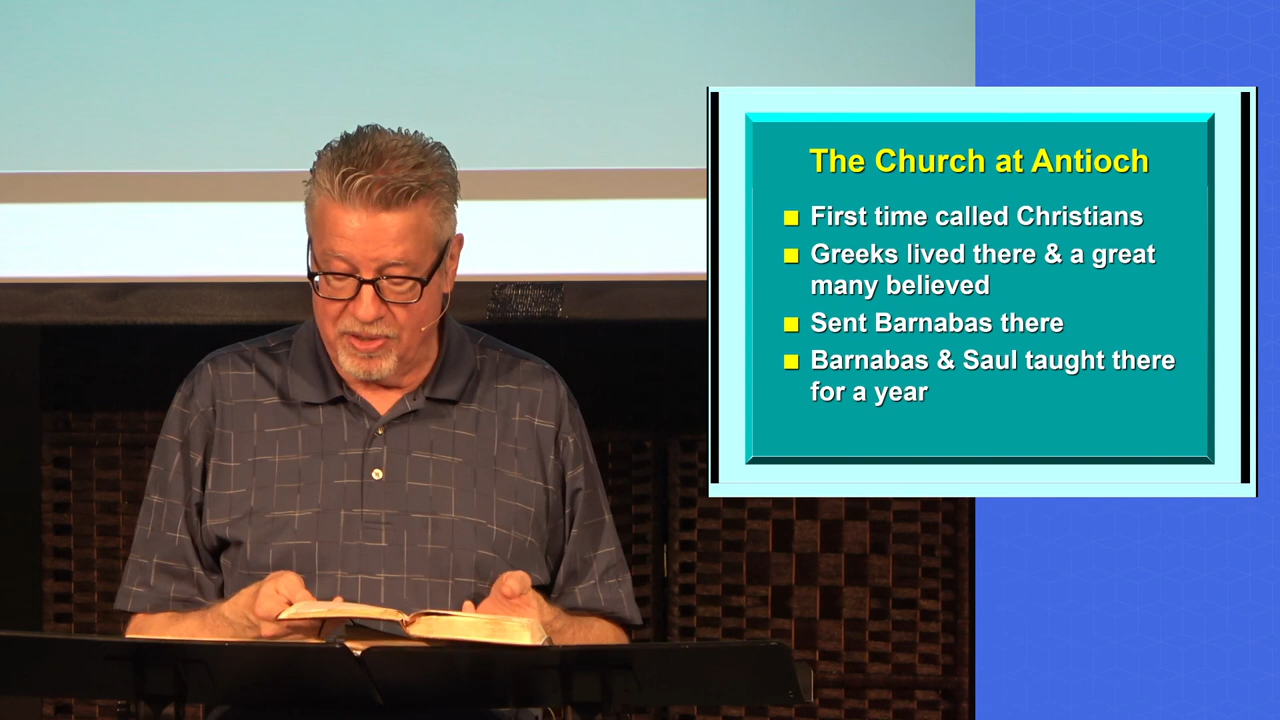 The Church at Antioch
First time called Christians
Greeks lived there & a great
many believed
Sent Barnabas there
Barnabas & Saul taught there
for a year